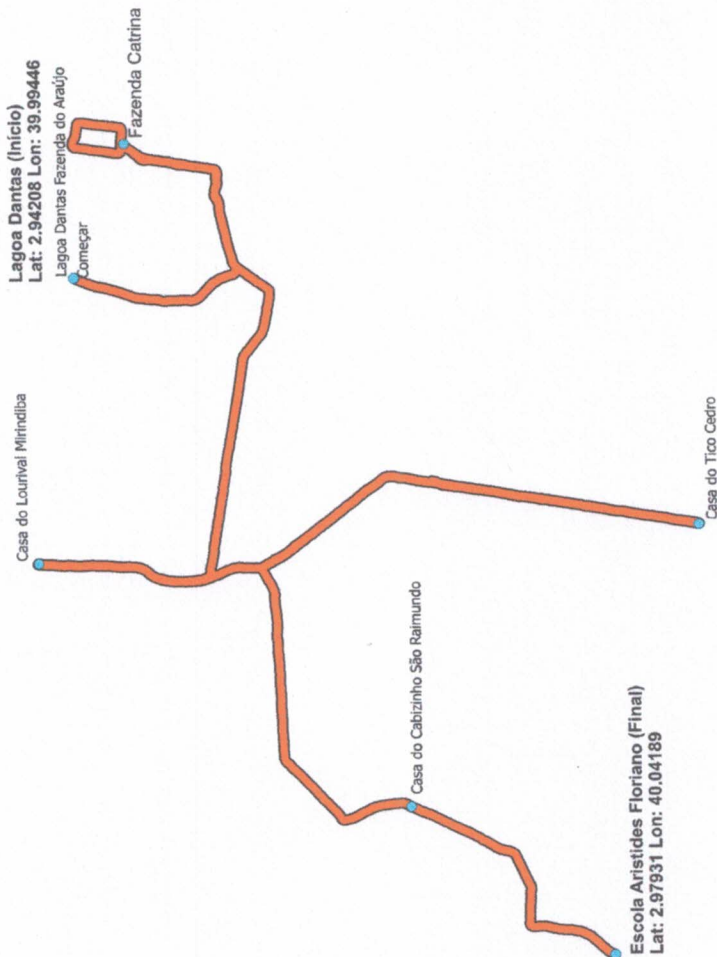 Lagoa Dantas (Início)
Lat: 2.94208 Lon: 39.99446
Lagoa Dantas Fazenda do Araújo
Começar
Fazenda Catrina
Casa do Lourival Mirindiba
Casa do Cabizinho São Raimundo
Casa do Tico Cedro
Escola Aristides Floriano (Final)
Lat: 2.97931 Lon: 40.04189